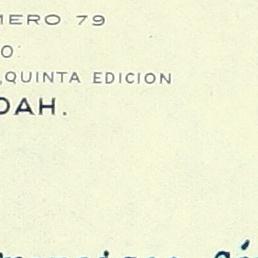 MERO 79
O:
,QUINTA EDICION
DAH.